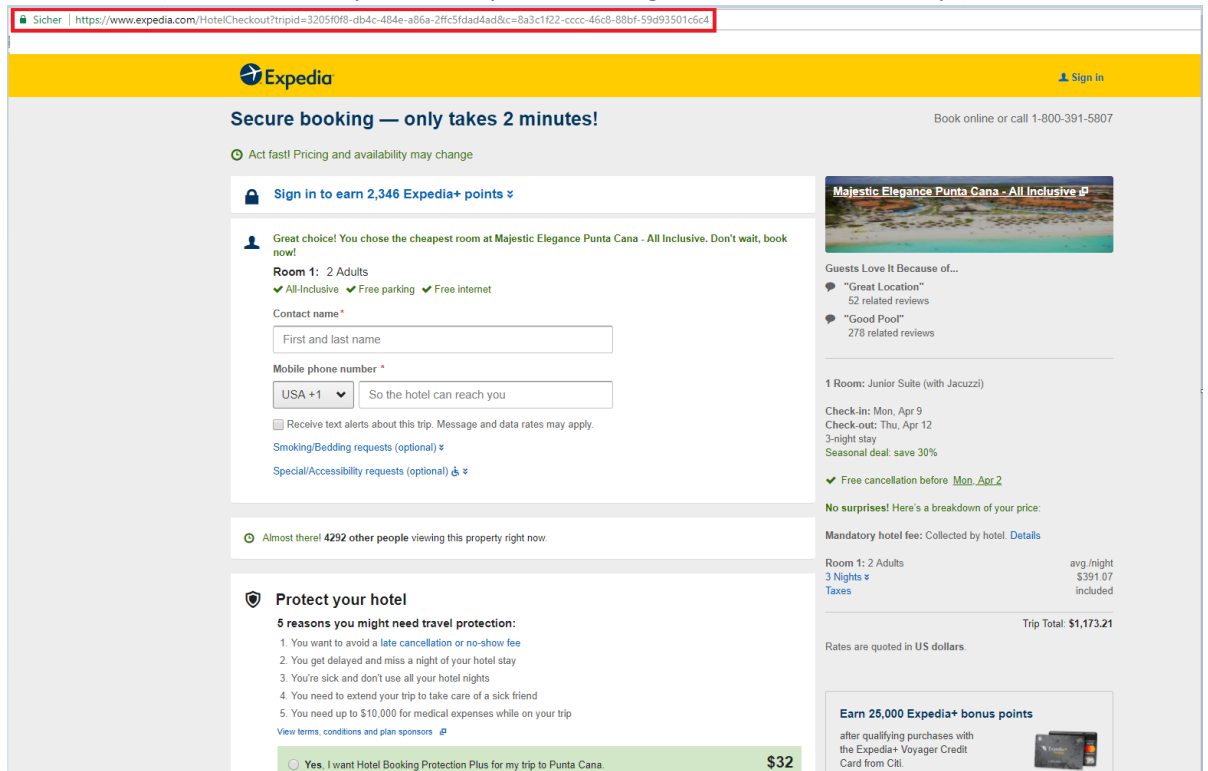 Sicher | https://www.expedia.com/HotelCheckout?tripid=3205f0f8-db4c-484e-a86a-2ffc5fdad4ad&c=8a3c1f22-cccc-46c8-88bf-59d93501c6c4
Expedia
Sign in
Secure booking — only takes 2 minutes!
Book online or call 1-800-391-5807
Act fast! Pricing and availability may change
Sign in to earn 2,346 Expedia+ points
Great choice! You chose the cheapest room at Majestic Elegance Punta Cana - All Inclusive. Don't wait, book
now!
Room 1: 2 Adults
All-Inclusive Free parking Free internet
Contact name*
First and last name
Mobile phone number *
USA +1 So the hotel can reach you
Receive text alerts about this trip. Message and data rates may apply.
Smoking/Bedding requests (optional)
Special/Accessibility requests (optional)
Almost there! 4292 other people viewing this property right now.
Protect your hotel
5 reasons you might need travel protection:
1. You want to avoid a late cancellation or no-show fee
2. You get delayed and miss a night of your hotel stay
3. You're sick and don't use all your hotel nights
4. You need to extend your trip to take care of a sick friend
5. You need up to $10,000 for medical expenses while on your trip
View terms, conditions and plan sponsors
Yes, I want Hotel Booking Protection Plus for my trip to Punta Cana. $32
Majestic Elegance Punta Cana - All Inclusive
Guests Love It Because of...
"Great Location"
52 related reviews
"Good Pool"
278 related reviews
1 Room: Junior Suite (with Jacuzzi)
Check-in: Mon, Apr 9
Check-out: Thu, Apr 12
3-night stay
Seasonal deal: save 30%
Free cancellation before Mon, Apr 2
No surprises! Here's a breakdown of your price:
Mandatory hotel fee: Collected by hotel. Details
Room 1: 2 Adults avg./night
3 Nights $391.07
Taxes included
Trip Total: $1,173.21
Rates are quoted in US dollars.
Earn 25,000 Expedia+ bonus points
after qualifying purchases with
the Expedia+ Voyager Credit
Card from Citi.